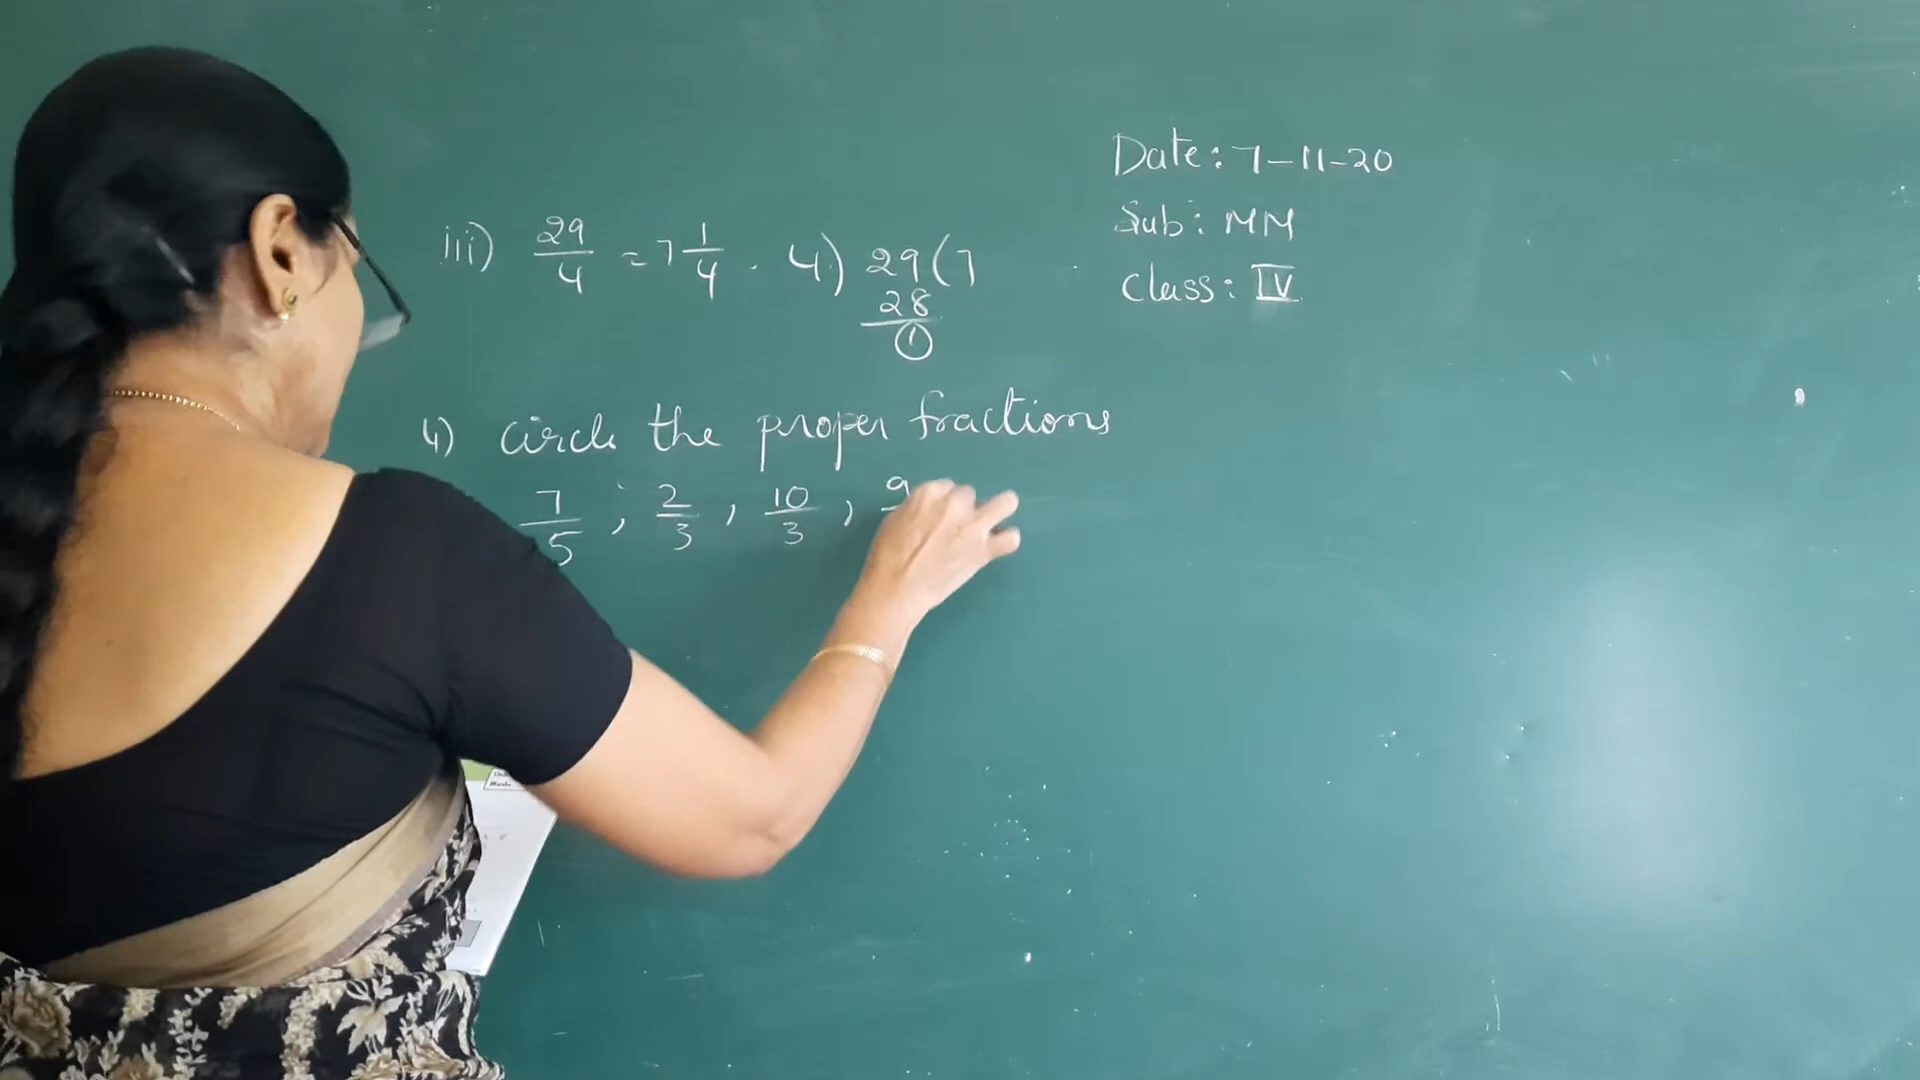 Date: 7-11-20
Sub: MM
Class: IV
iii) 29/4 = 7 1/4 . 4) 29 (7
28
1
4) circle the proper fractions
7/5, 2/3, 10/3, 9